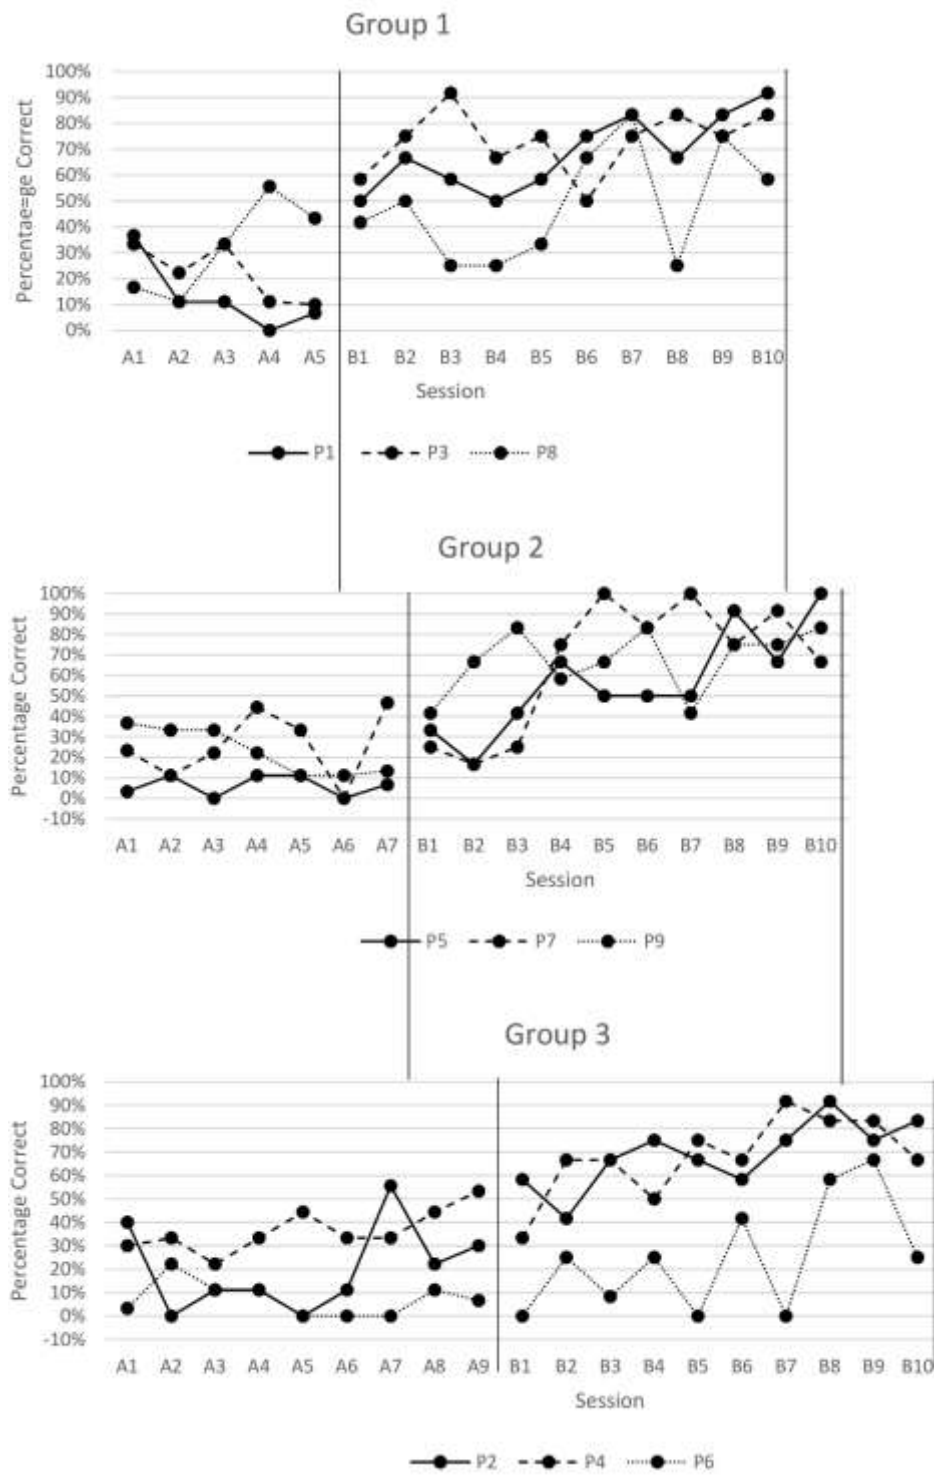 Group 1
Percentae=ge Correct
100%
90%
80%
70%
60%
50%
40%
30%
20%
10%
0%
A1 A2 A3 A4 A5 B1 B2 B3 B4 B5 B6 B7 B8 B9 B10
Session
P1 P3 P8
Group 2
Percentage Correct
100%
90%
80%
70%
60%
50%
40%
30%
20%
10%
0%
-10%
A1 A2 A3 A4 A5 A6 A7 B1 B2 B3 B4 B5 B6 B7 B8 B9 B10
Session
P5 P7 P9
Group 3
Percentage Correct
100%
90%
80%
70%
60%
50%
40%
30%
20%
10%
0%
-10%
A1 A2 A3 A4 A5 A6 A7 A8 A9 B1 B2 B3 B4 B5 B6 B7 B8 B9 B10
Session
P2 P4 P6